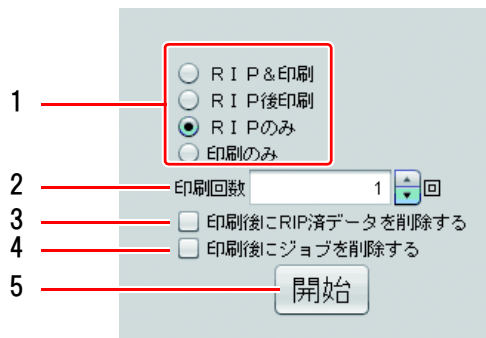 1
ＲＩＰ&印刷
ＲＩＰ後印刷
ＲＩＰのみ
印刷のみ
2 印刷回数 1 回
3 印刷後にRIP済データを削除する
4 印刷後にジョブを削除する
5 開始